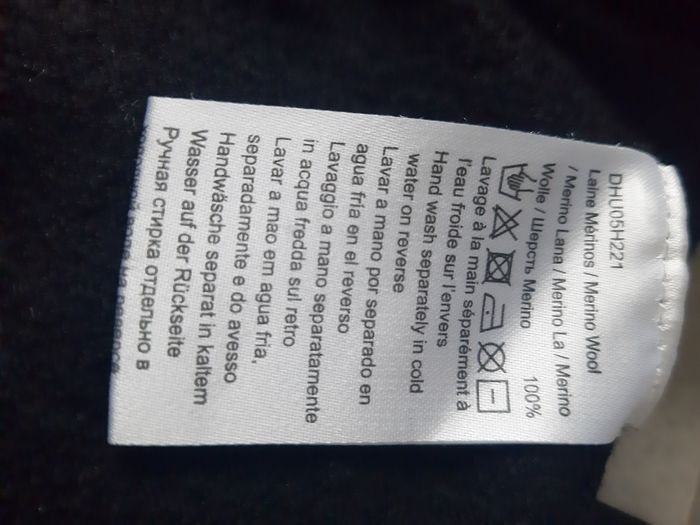 DHU05H221
Laine Mérinos / Merino Wool
/ Merino Lana / Merino La / Merino
Wolle / Шерсть Merino 100%
Lavage à la main séparément à
l'eau froide sur l'envers
Hand wash separately in cold
water on reverse
Lavar a mano por separado en
agua fria en el reverso
Lavaggio a mano separatamente
in acqua fredda sul retro
Lavar a mao em agua fria,
separadamente e do avesso
Handwäsche separat in kaltem
Wasser auf der Rückseite
Ручная стирка отдельно в